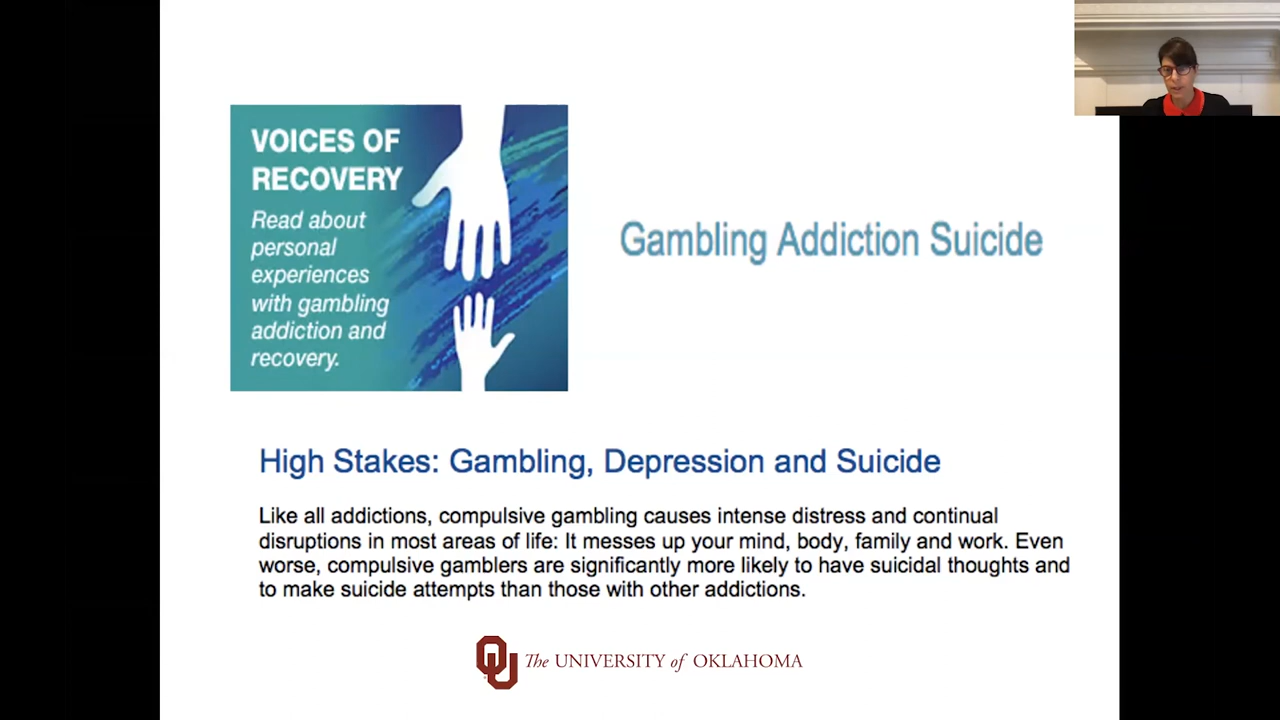 VOICES OF
RECOVERY
Read about
personal
experiences
with gambling
addiction and
recovery.
Gambling Addiction Suicide
High Stakes: Gambling, Depression and Suicide
Like all addictions, compulsive gambling causes intense distress and continual
disruptions in most areas of life: It messes up your mind, body, family and work. Even
worse, compulsive gamblers are significantly more likely to have suicidal thoughts and
to make suicide attempts than those with other addictions.
OU The UNIVERSITY of OKLAHOMA